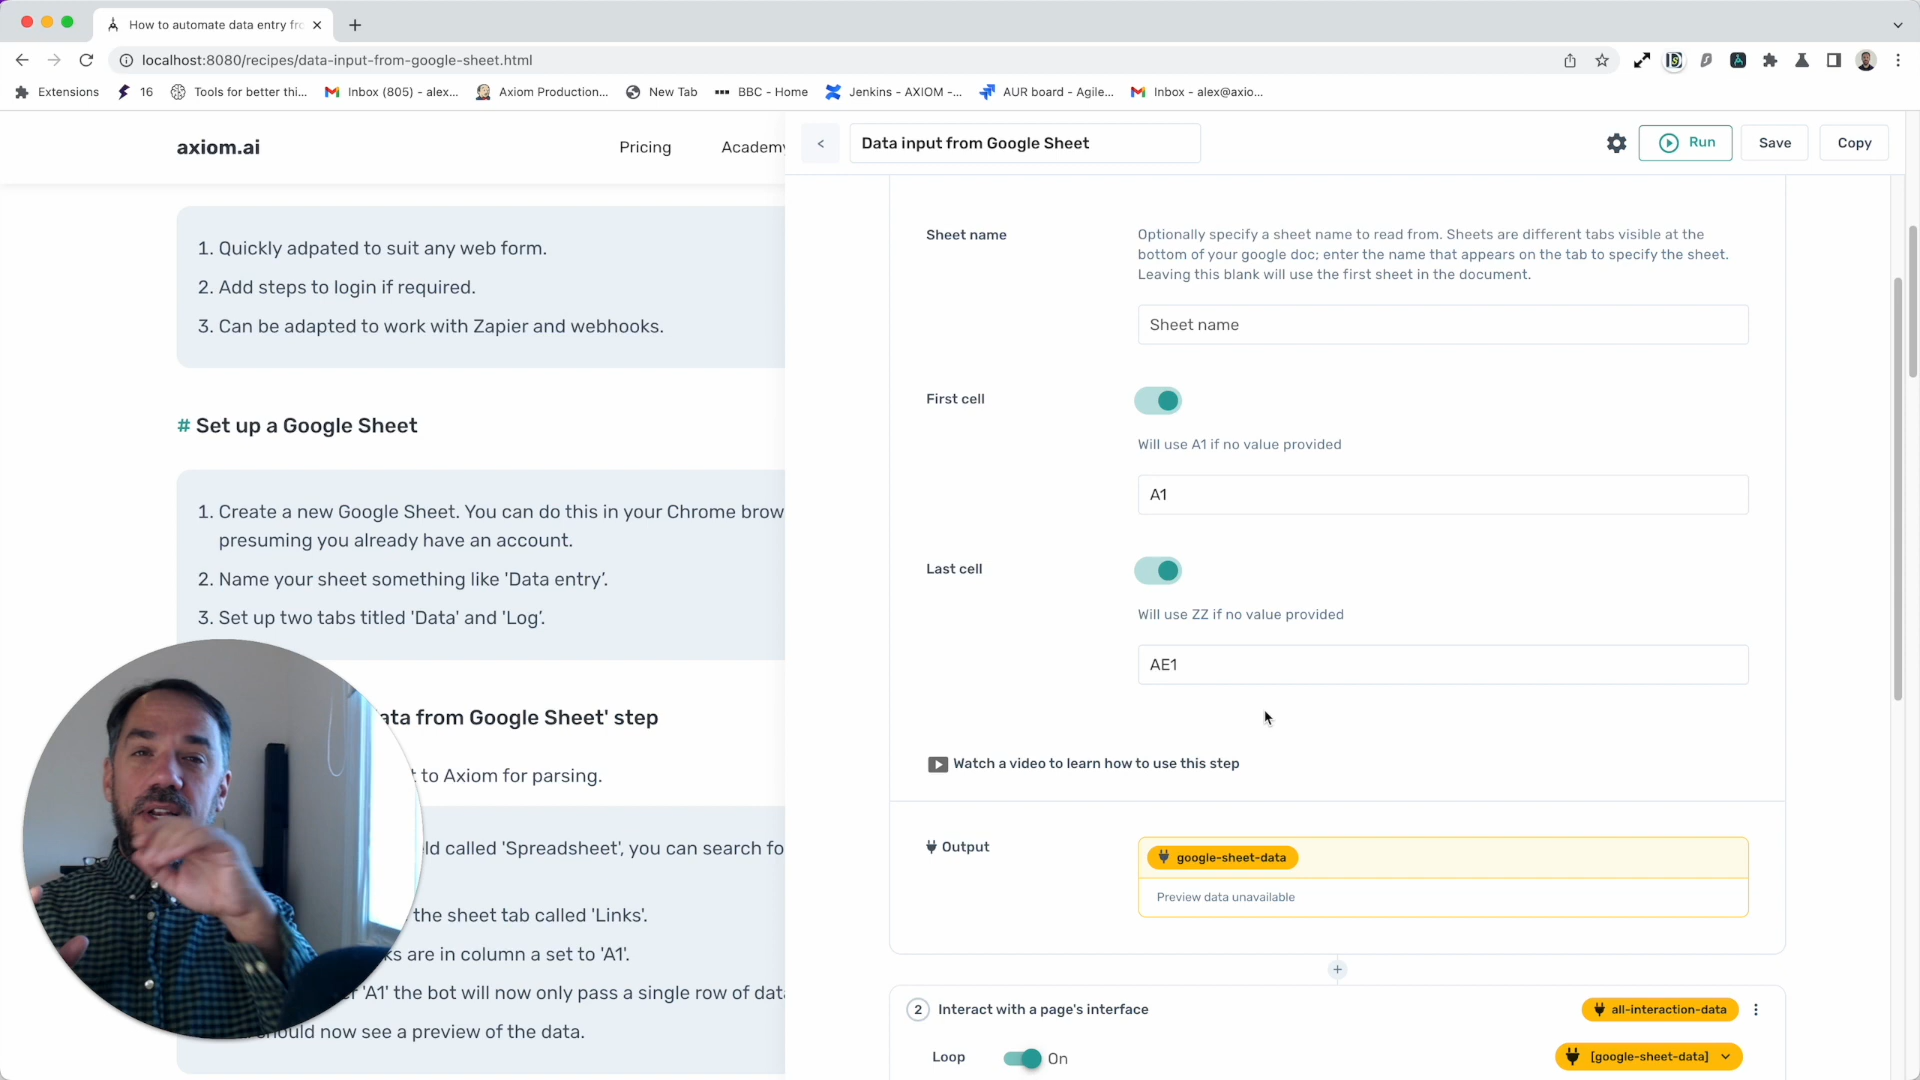 How to automate data entry fro
localhost:8080/recipes/data-input-from-google-sheet.html
Extensions
16
Tools for better thi...
Inbox (805) - alex...
Axiom Production...
New Tab
BBC - Home
Jenkins - AXIOM -...
AUR board - Agile...
Inbox - alex@axio...
axiom.ai
Pricing
Academy
1. Quickly adpated to suit any web form.
2. Add steps to login if required.
3. Can be adapted to work with Zapier and webhooks.
# Set up a Google Sheet
1. Create a new Google Sheet. You can do this in your Chrome brow
presuming you already have an account.
2. Name your sheet something like 'Data entry'.
3. Set up two tabs titled 'Data' and 'Log'.
ata from Google Sheet' step
t to Axiom for parsing.
ld called 'Spreadsheet', you can search fo
the sheet tab called 'Links'.
ks are in column a set to 'A1'.
'A1' the bot will now only pass a single row of data
should now see a preview of the data.
<
Data input from Google Sheet
Run
Save
Copy
Sheet name
Optionally specify a sheet name to read from. Sheets are different tabs visible at the
bottom of your google doc; enter the name that appears on the tab to specify the sheet.
Leaving this blank will use the first sheet in the document.
Sheet name
First cell
Will use A1 if no value provided
A1
Last cell
Will use ZZ if no value provided
AE1
Watch a video to learn how to use this step
Output
google-sheet-data
Preview data unavailable
+
2
Interact with a page's interface
all-interaction-data
Loop
On
[google-sheet-data]